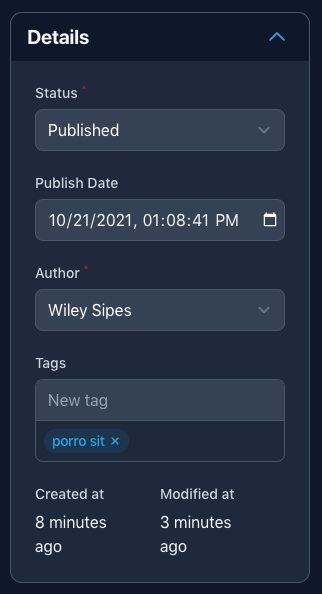 Details
Status *
Published
Publish Date
10/21/2021, 01:08:41 PM
Author *
Wiley Sipes
Tags
New tag
porro sit ×
Created at Modified at
8 minutes 3 minutes
ago ago